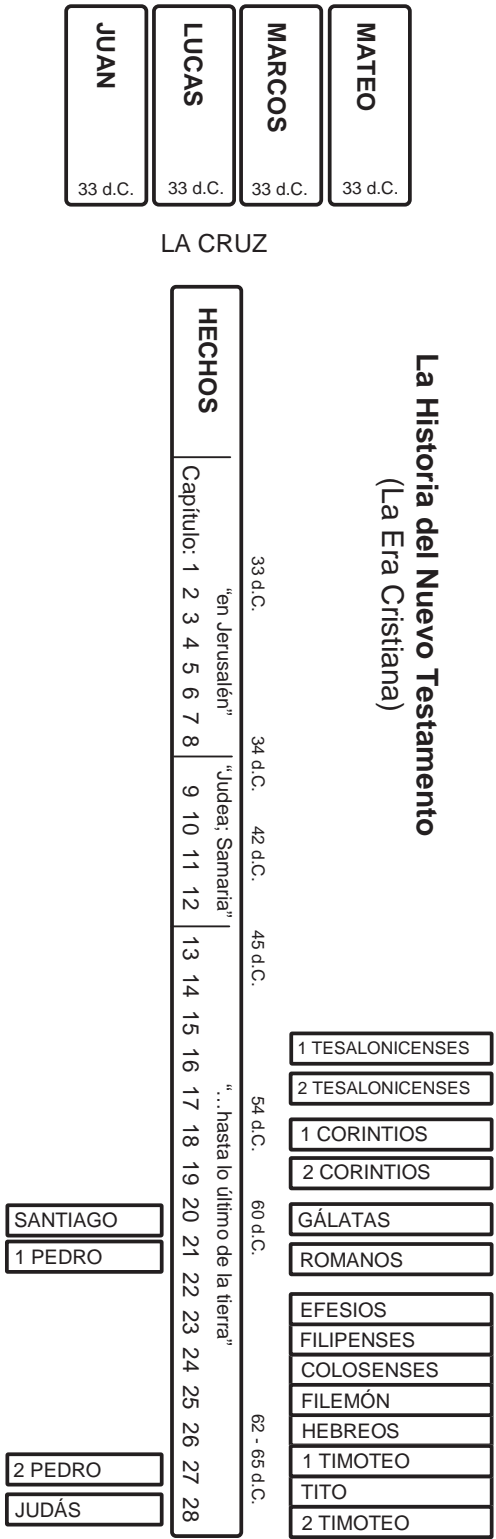 La Historia del Nuevo Testamento
(La Era Cristiana)
MATEO
33 d.C.
MARCOS
33 d.C.
LUCAS
33 d.C.
JUAN
33 d.C.
LA CRUZ
1 TESALONICENSES
2 TESALONICENSES
1 CORINTIOS
2 CORINTIOS
GÁLATAS
ROMANOS
EFESIOS
FILIPENSES
COLOSENSES
FILEMÓN
HEBREOS
1 TIMOTEO
TITO
2 TIMOTEO
33 d.C. 34 d.C. 42 d.C. 45 d.C. 54 d.C. 60 d.C. 62 - 65 d.C.
HECHOS
“en Jerusalén” “Judea; Samaria” “…hasta lo último de la tierra”
Capítulo: 1 2 3 4 5 6 7 8 9 10 11 12 13 14 15 16 17 18 19 20 21 22 23 24 25 26 27 28
SANTIAGO
1 PEDRO
2 PEDRO
JUDÁS